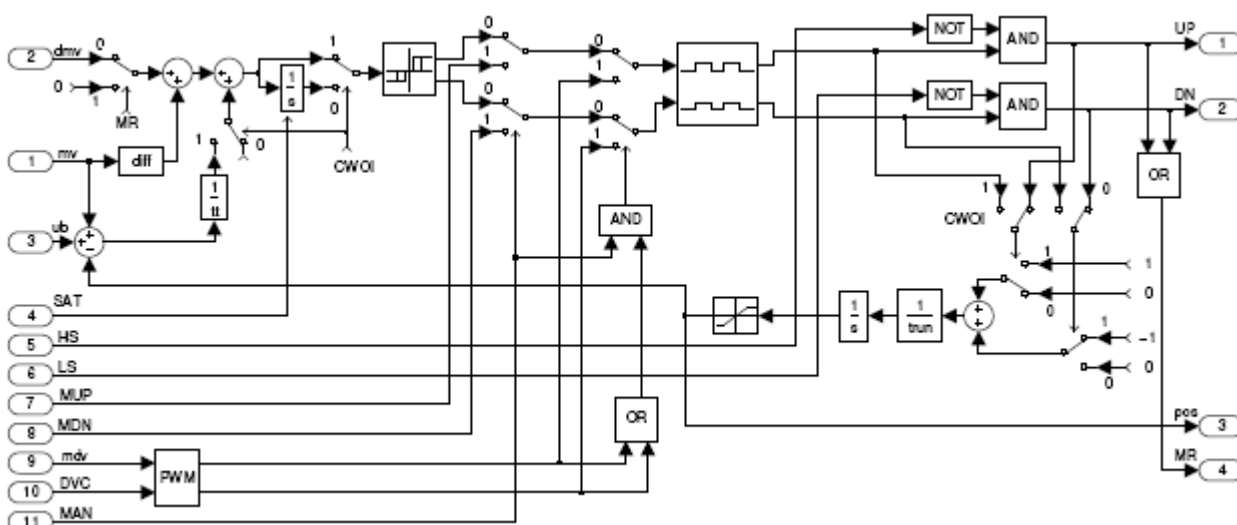 0
NOT
AND
UP
1
2
dmv
0
1
0
1
MR
1
s
1
0
0
1
0
1
0
1
0
1
NOT
AND
DN
2
1
mv
diff
1
0
CWOI
1
tt
OR
1
0
CWOI
AND
3
ub
1
0
0
1
-1
0
0
4
SAT
1
s
1
trun
5
HS
6
LS
7
MUP
8
MDN
OR
pos
3
9
mdv
PWM
MR
4
10
DVC
11
MAN